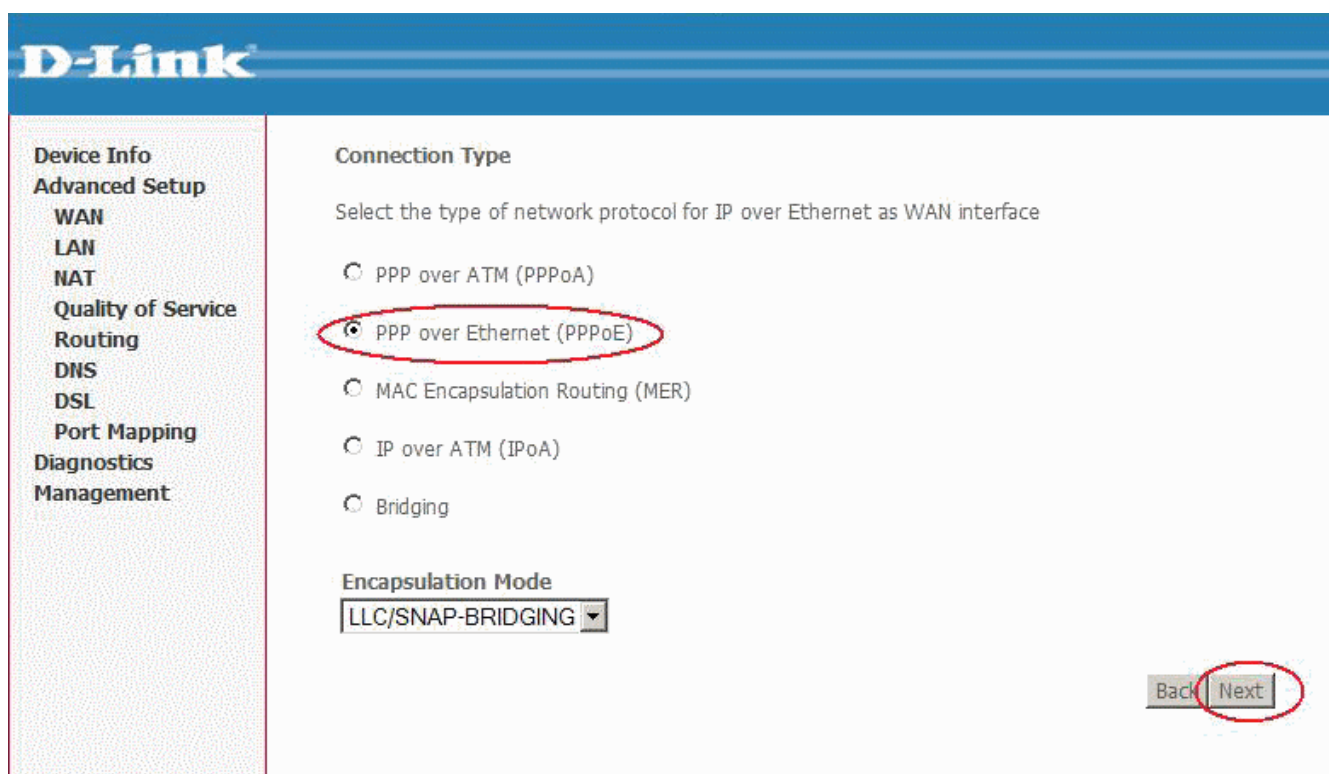 D-Link
Device Info
Advanced Setup
WAN
LAN
NAT
Quality of Service
Routing
DNS
DSL
Port Mapping
Diagnostics
Management
Connection Type
Select the type of network protocol for IP over Ethernet as WAN interface
PPP over ATM (PPPoA)
PPP over Ethernet (PPPoE)
MAC Encapsulation Routing (MER)
IP over ATM (IPoA)
Bridging
Encapsulation Mode
LLC/SNAP-BRIDGING
Back Next